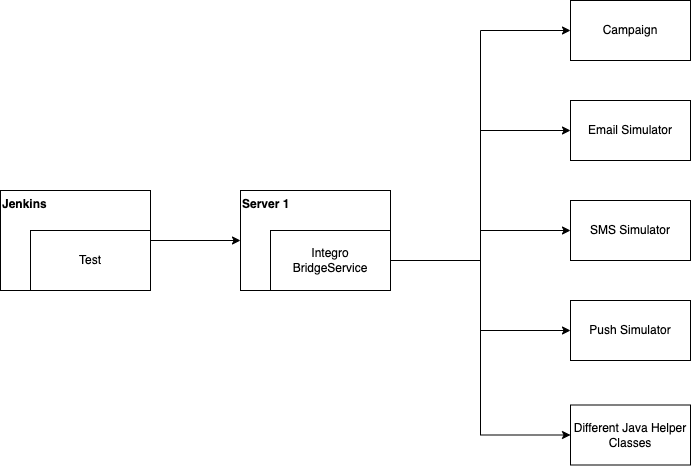 Campaign
Email Simulator
Jenkins
Test
Server 1
Integro
BridgeService
SMS Simulator
Push Simulator
Different Java Helper
Classes